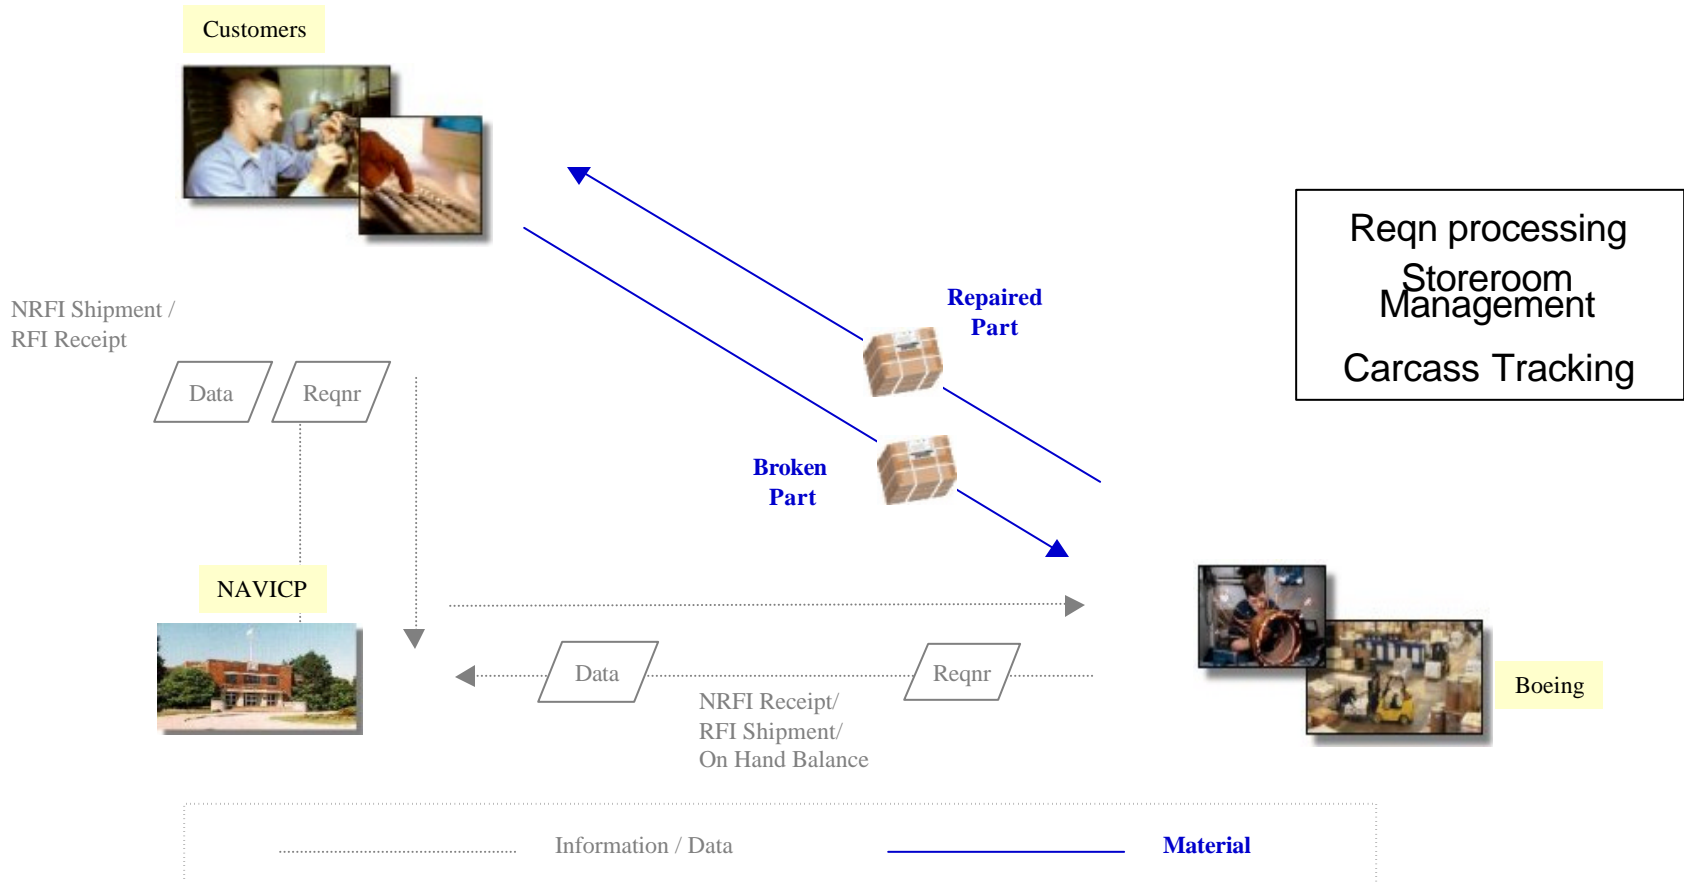 Customers
Reqn processing
Storeroom
Management
Carcass Tracking
NRFI Shipment /
RFI Receipt
Repaired
Part
Data
Reqnr
Broken
Part
NAVICP
Data
Reqnr
Boeing
NRFI Receipt/
RFI Shipment/
On Hand Balance
Information / Data
Material